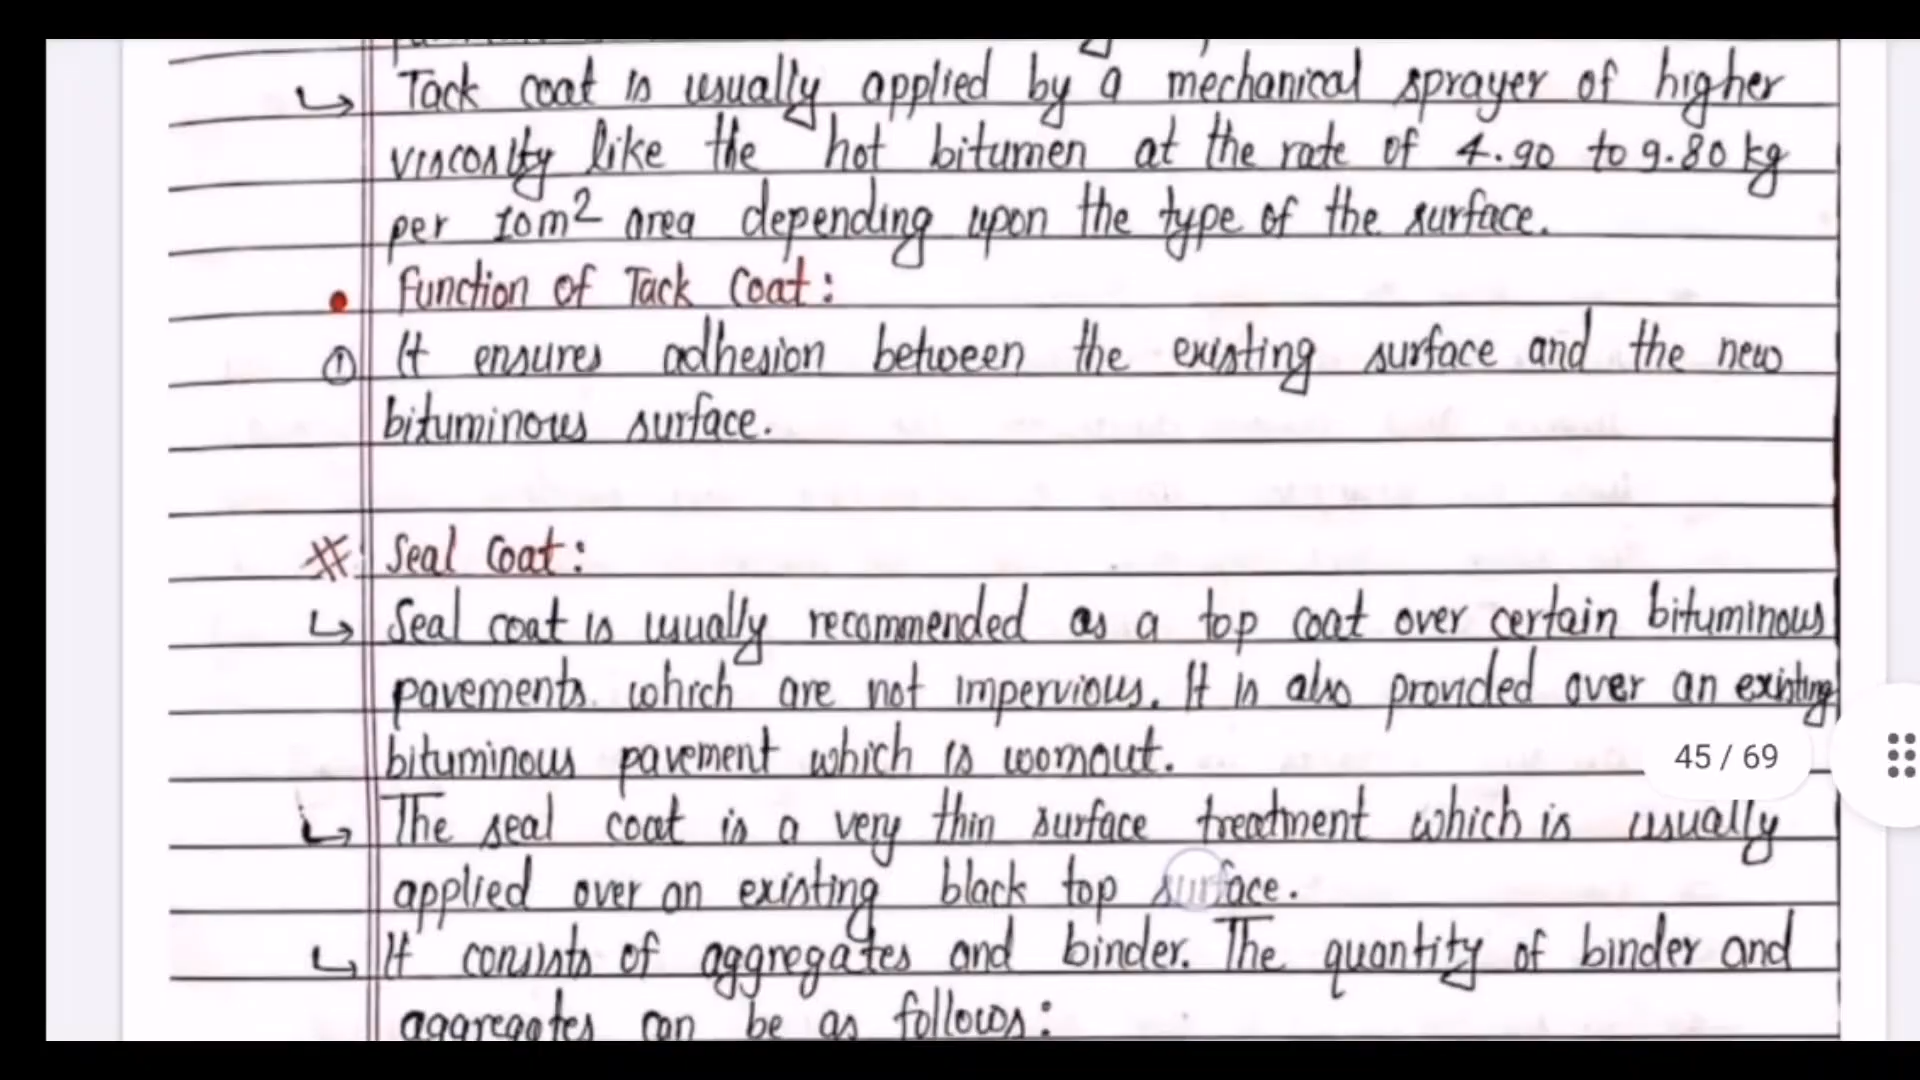 Tack coat is usually applied by a mechanical sprayer of higher
viscosity like the hot bitumen at the rate of 4.90 to 9.80 kg
per 10m² area depending upon the type of the surface.
• Function of Tack Coat:
① It ensures adhesion between the existing surface and the new
bituminous surface.
# Seal Coat:
↳ Seal coat is usually recommended as a top coat over certain bituminous
pavements which are not impervious. It is also provided over an existing
bituminous pavement which is wornout.
45 / 69
↳ The seal coat is a very thin surface treatment which is usually
applied over an existing black top surface.
↳ It consists of aggregates and binder. The quantity of binder and
aggregates can be as follows: